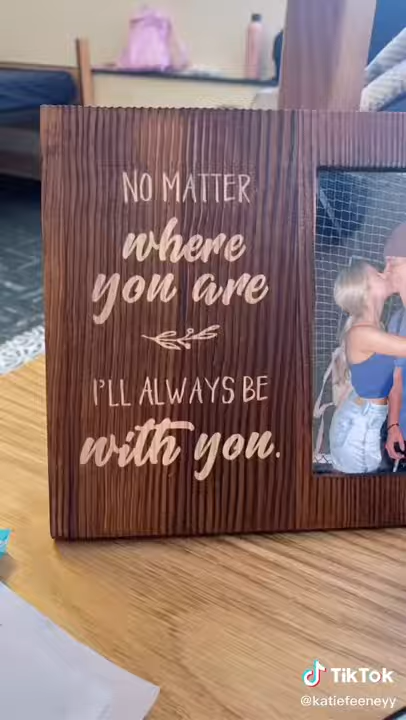 NO MATTER
where
you are
I'LL ALWAYS BE
with you.
TikTok
@katiefeeneyy